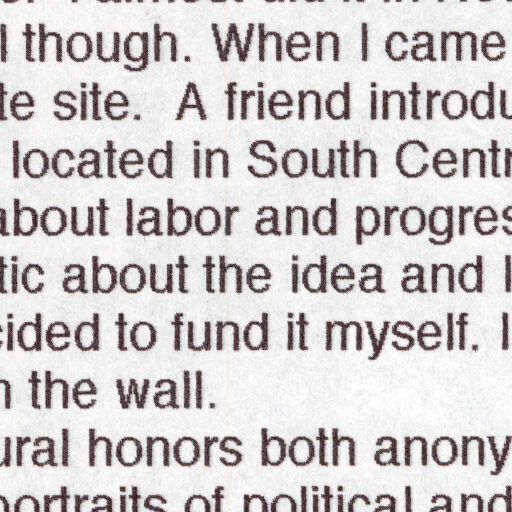 l though. When I came
te site.  A friend introdu
located in South Centr
about labor and progres
tic about the idea and I
cided to fund it myself. I
n the wall.
ural honors both anony
portraits of political and